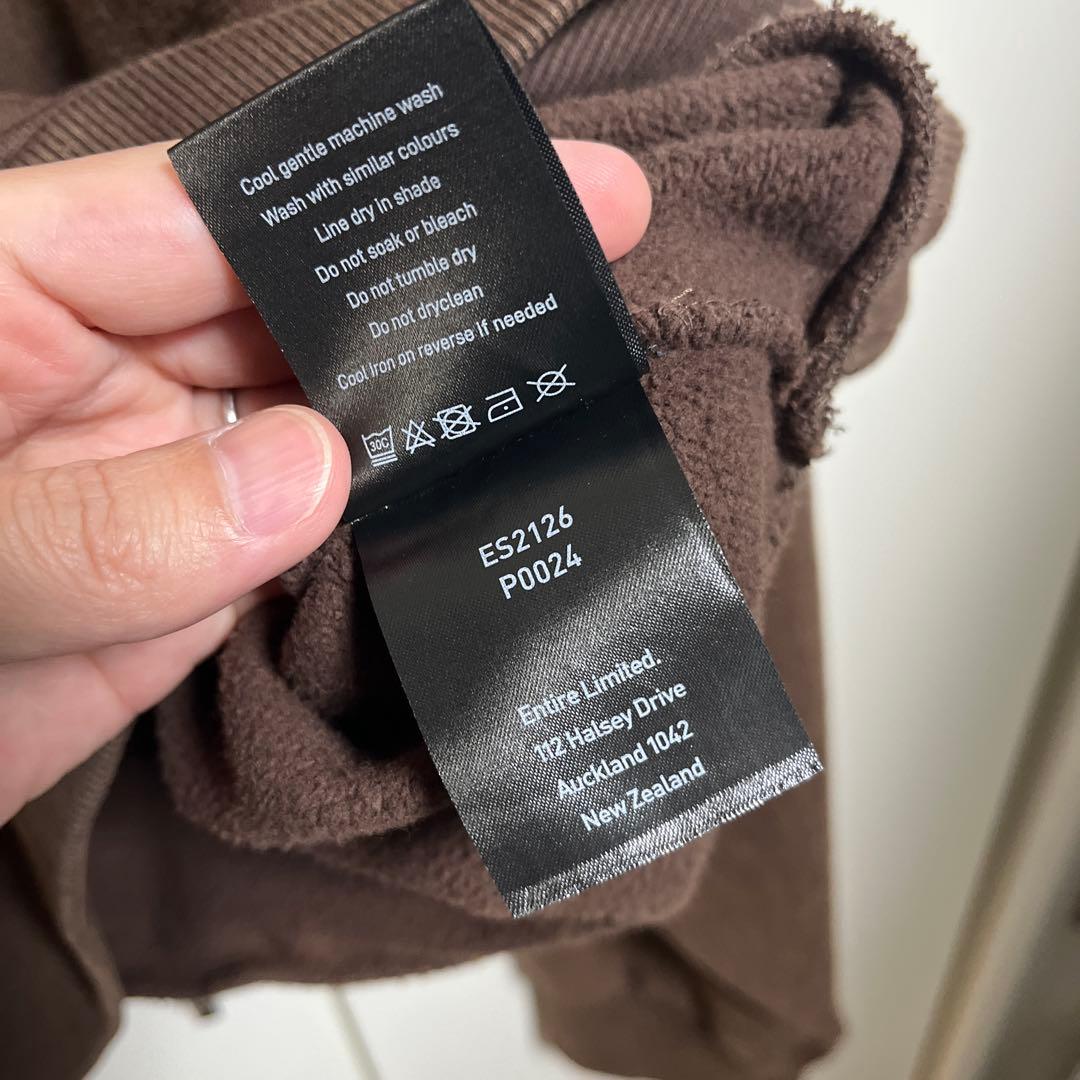 Cool gentle machine wash
Wash with similar colours
Line dry in shade
Do not soak or bleach
Do not tumble dry
Do not dryclean
Cool Iron on reverse if needed
30C
ES2126
P0024
Entire Limited.
112 Halsey Drive
Auckland 1042
New Zealand